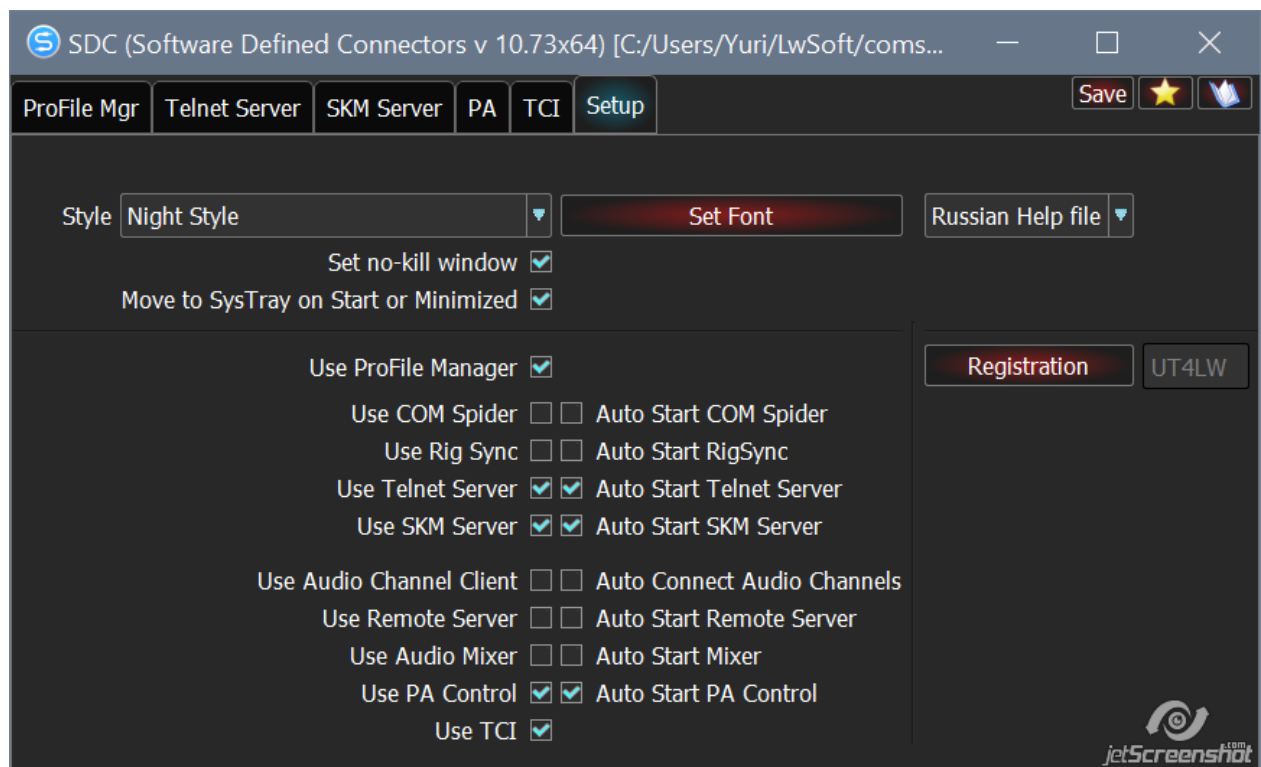 SDC (Software Defined Connectors v 10.73x64) [C:/Users/Yuri/LwSoft/coms...
ProFile Mgr Telnet Server SKM Server PA TCI Setup Save
Style Night Style Set Font Russian Help file
Set no-kill window
Move to SysTray on Start or Minimized
Use ProFile Manager Registration UT4LW
Use COM Spider Auto Start COM Spider
Use Rig Sync Auto Start RigSync
Use Telnet Server Auto Start Telnet Server
Use SKM Server Auto Start SKM Server
Use Audio Channel Client Auto Connect Audio Channels
Use Remote Server Auto Start Remote Server
Use Audio Mixer Auto Start Mixer
Use PA Control Auto Start PA Control
Use TCI
jetScreenshot.com